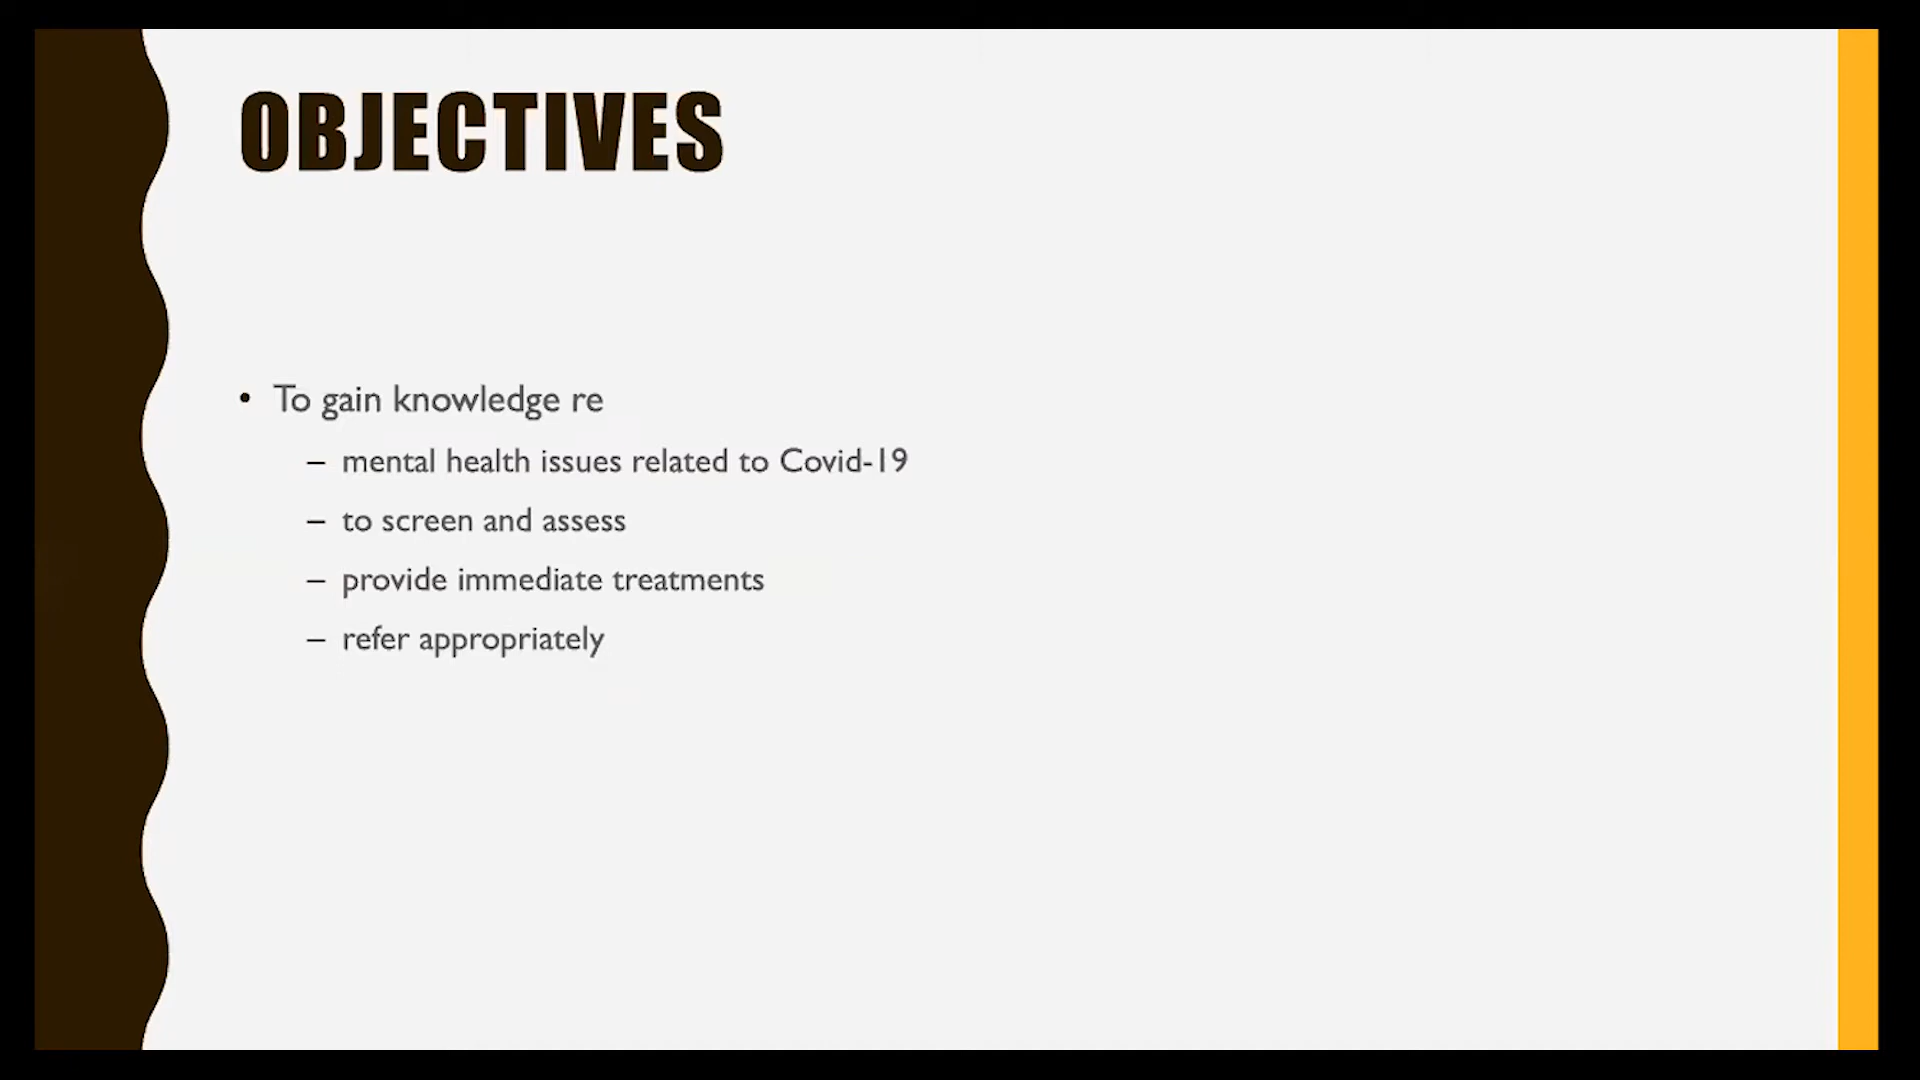 OBJECTIVES
• To gain knowledge re
– mental health issues related to Covid-19
– to screen and assess
– provide immediate treatments
– refer appropriately